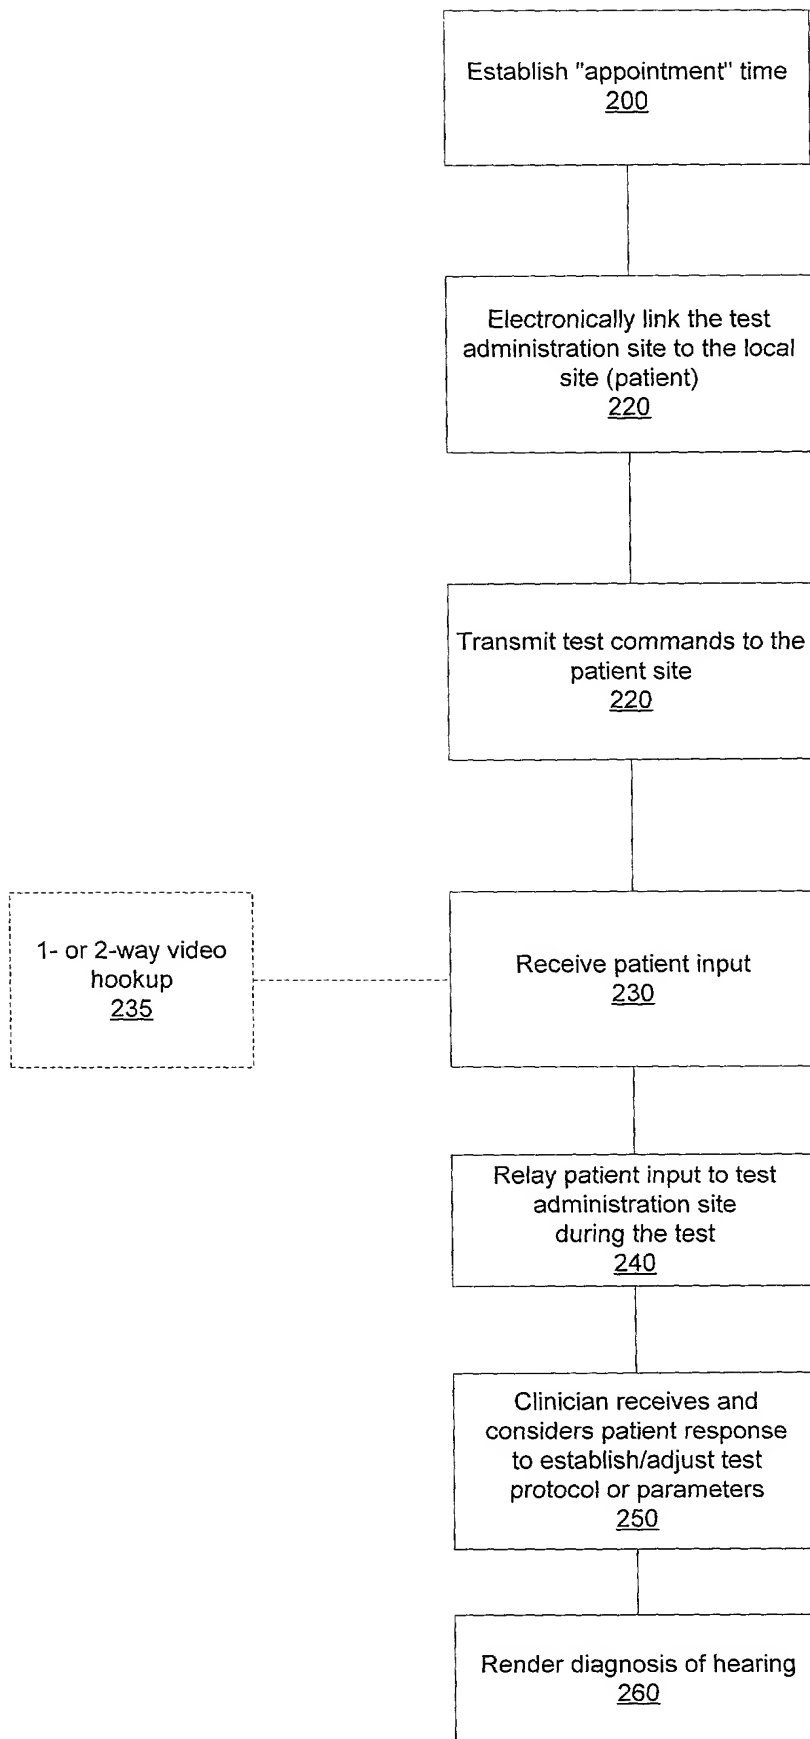 Establish "appointment" time
200
Electronically link the test
administration site to the local
site (patient)
220
Transmit test commands to the
patient site
220
1- or 2-way video
hookup
235
Receive patient input
230
Relay patient input to test
administration site
during the test
240
Clinician receives and
considers patient response
to establish/adjust test
protocol or parameters
250
Render diagnosis of hearing
260